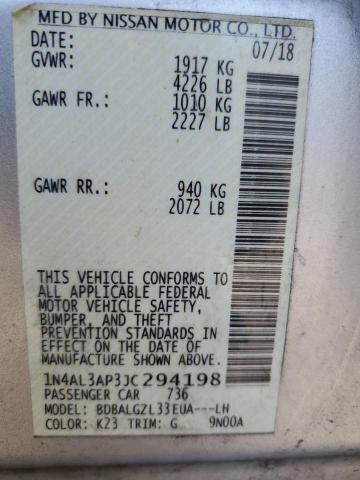 MFD BY NISSAN MOTOR CO., LTD.
DATE: 07/18
GVWR: 1917 KG
4226 LB
GAWR FR.: 1010 KG
2227 LB
GAWR RR.: 940 KG
2072 LB
THIS VEHICLE CONFORMS TO
ALL APPLICABLE FEDERAL
MOTOR VEHICLE SAFETY,
BUMPER, AND THEFT
PREVENTION STANDARDS IN
EFFECT ON THE DATE OF
MANUFACTURE SHOWN ABOVE.
1N4AL3AP3JC294198
PASSENGER CAR 736
MODEL: BDBALGZL33EUA---LH
COLOR: K23 TRIM: G 9N00A